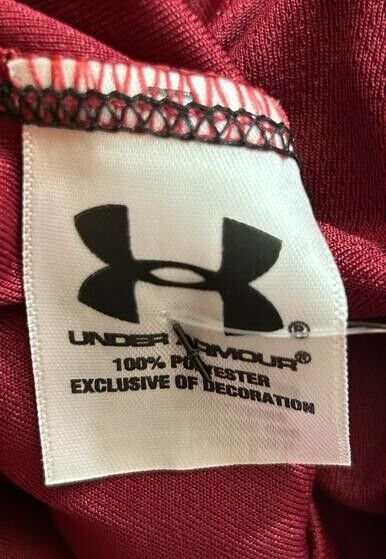 ®
UNDER ARMOUR®
100% POLYESTER
EXCLUSIVE OF DECORATION